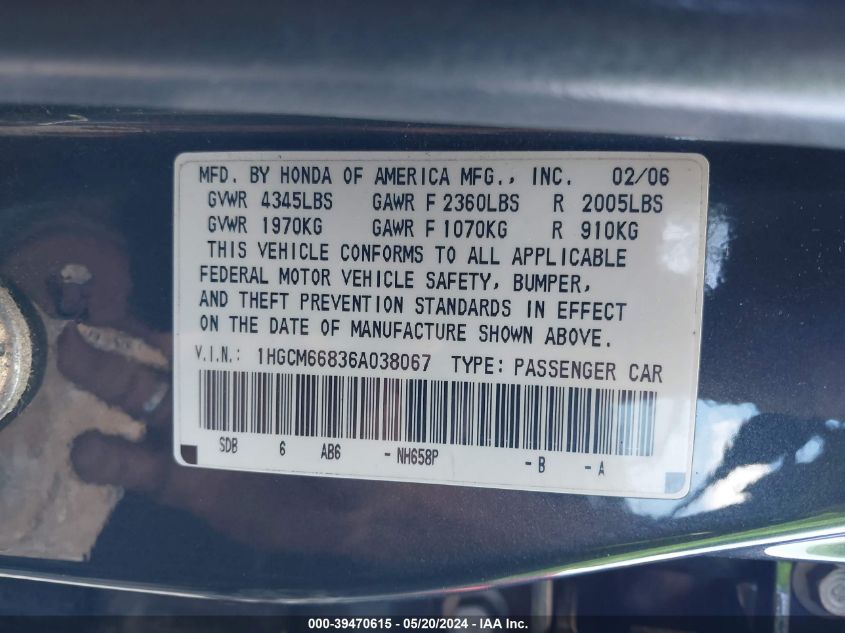 MFD. BY HONDA OF AMERICA MFG., INC. 02/06
GVWR 4345LBS GAWR F 2360LBS R 2005LBS
GVWR 1970KG GAWR F 1070KG R 910KG
THIS VEHICLE CONFORMS TO ALL APPLICABLE
FEDERAL MOTOR VEHICLE SAFETY, BUMPER,
AND THEFT PREVENTION STANDARDS IN EFFECT
ON THE DATE OF MANUFACTURE SHOWN ABOVE.
V.I.N.: 1HGCM66836A038067 TYPE: PASSENGER CAR
SDB 6 AB6 - NH658P - B - A
000-39470615 - 05/20/2024 - IAA Inc.